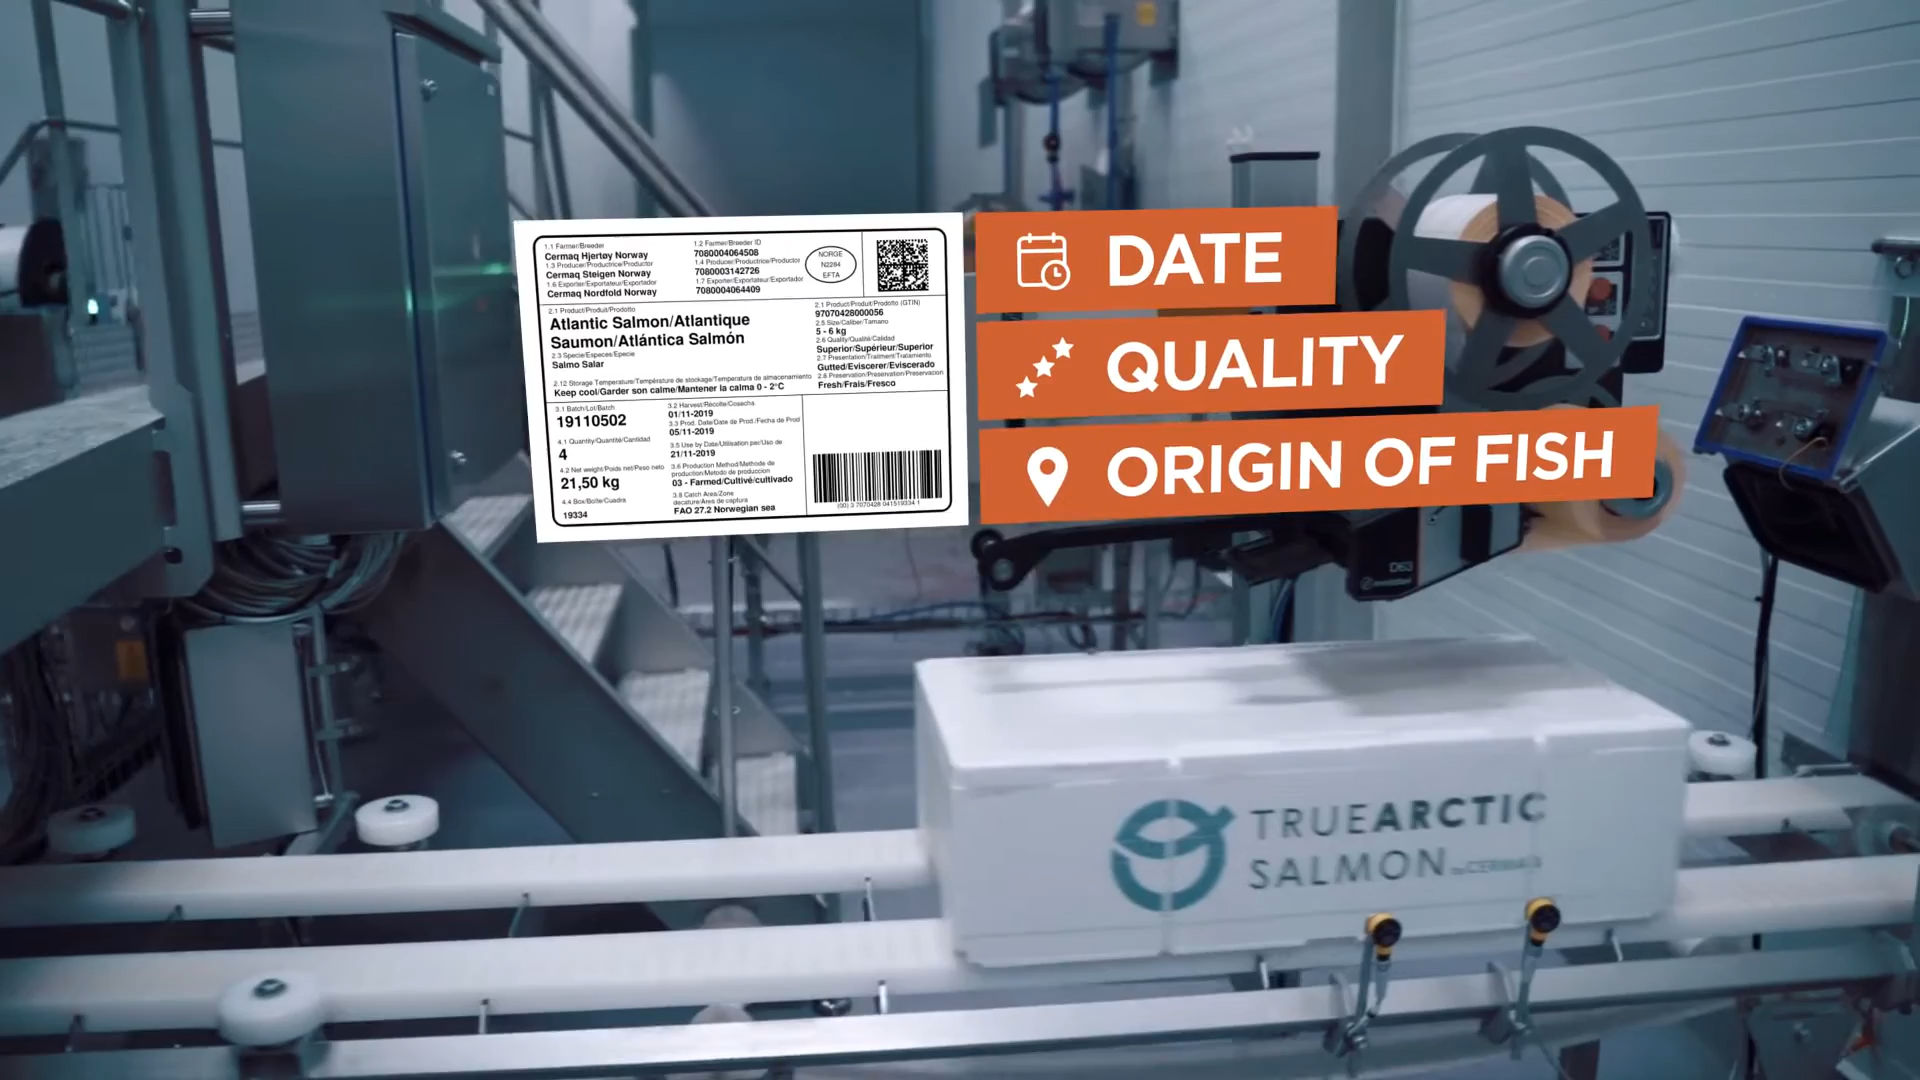 1.1 Farmer/Breeder
Cermaq Hjertøy Norway
1.3 Producer/Productrice/Productor
Cermaq Steigen Norway
1.6 Exporter/Exportateur/Exportador
Cermaq Nordfold Norway
1.2 Farmer/Breeder ID
7080004064508
1.4 Producer/Productrice/Productor
7080003142726
1.7 Exporter/Exportateur/Exportador
7080004064409
NORGE
N2264
EFTA
2.1 Product/Produit/Prodotto
Atlantic Salmon/Atlantique
Saumon/Atlántica Salmón
2.3 Specie/Especes/Epecie
Salmo Salar
2.12 Storage Temperature/Température de stockage/Temperatura de almacenamiento
Keep cool/Garder son calme/Mantener la calma 0 - 2°C
2.1 Product/Produit/Prodotto (GTIN)
97070428000056
2.5 Size/Caliber/Tamano
5 - 6 kg
2.6 Quality/Qualité/Calidad
Superior/Supérieur/Superior
2.7 Presentation/Traitment/Tratamiento
Gutted/Eviscerer/Eviscerado
2.8 Preservation/Preservation/Preservacion
Fresh/Frais/Fresco
3.1 Batch/Lot/Batch
19110502
4.1 Quantity/Quantité/Cantidad
4
4.2 Net weight/Poids net/Peso neto
21,50 kg
4.4 Box/Boîte/Cuadra
19334
3.2 Harvest/Récolte/Cosecha
01/11-2019
3.3 Prod. Date/Date de Prod./Fecha de Prod
05/11-2019
3.5 Use by Date/Utilisation par/Uso de
21/11-2019
3.6 Production Method/Methode de
production/Metodo de produccion
03 - Farmed/Cultivé/cultivado
3.8 Catch Area/Zone
decature/Area de captura
FAO 27.2 Norwegian sea
(00) 3 7070428 041519334 1
DATE
QUALITY
ORIGIN OF FISH
D63
TRUEARCTIC
SALMON by CERMAQ